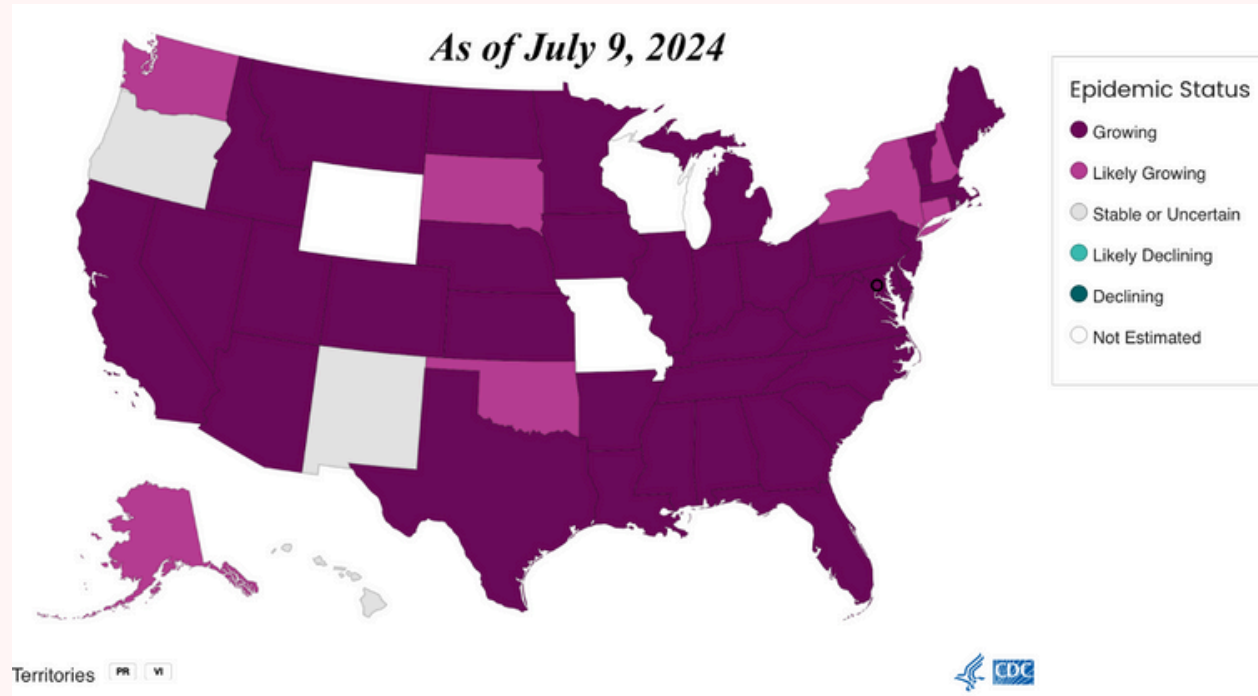 As of July 9, 2024
Epidemic Status
Growing
Likely Growing
Stable or Uncertain
Likely Declining
Declining
Not Estimated
Territories PR VI
CDC